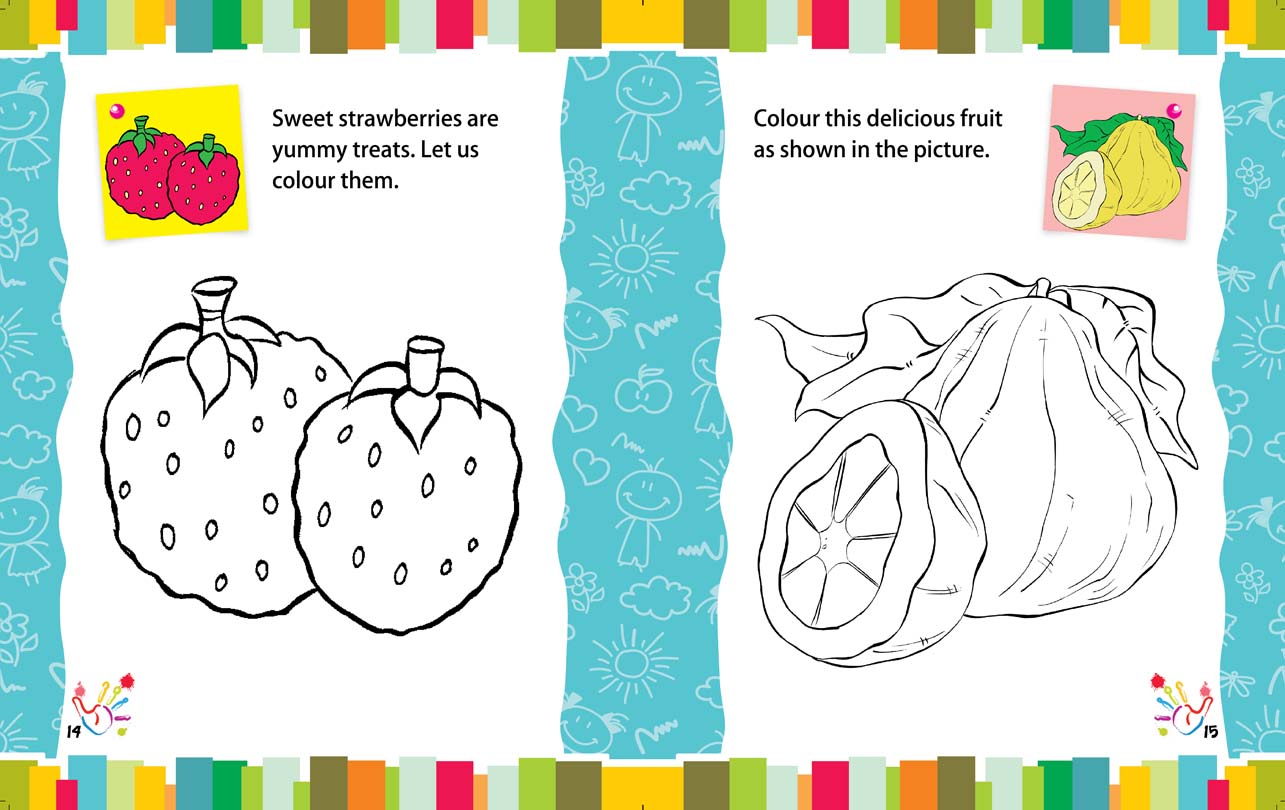 Sweet strawberries are
yummy treats. Let us
colour them.
14
Colour this delicious fruit
as shown in the picture.
15